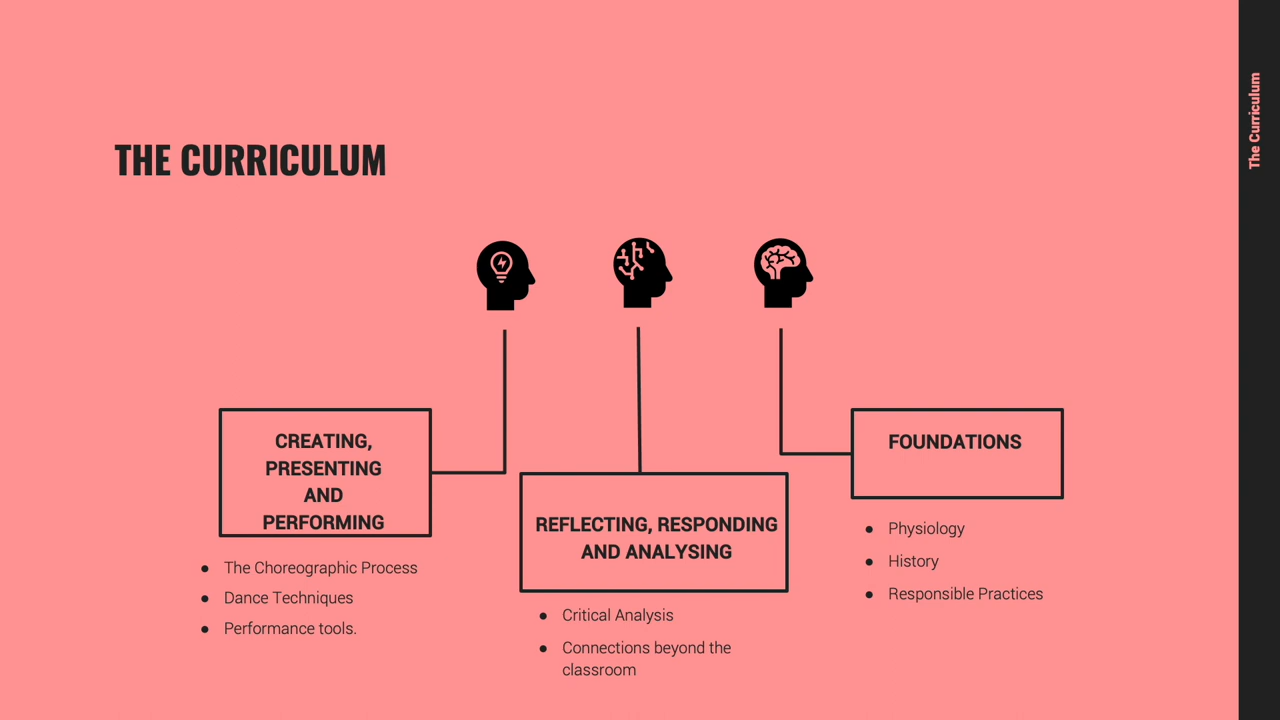 THE CURRICULUM
The Curriculum
CREATING,
PRESENTING
AND
PERFORMING
● The Choreographic Process
● Dance Techniques
● Performance tools.
REFLECTING, RESPONDING
AND ANALYSING
● Critical Analysis
● Connections beyond the
classroom
FOUNDATIONS
● Physiology
● History
● Responsible Practices